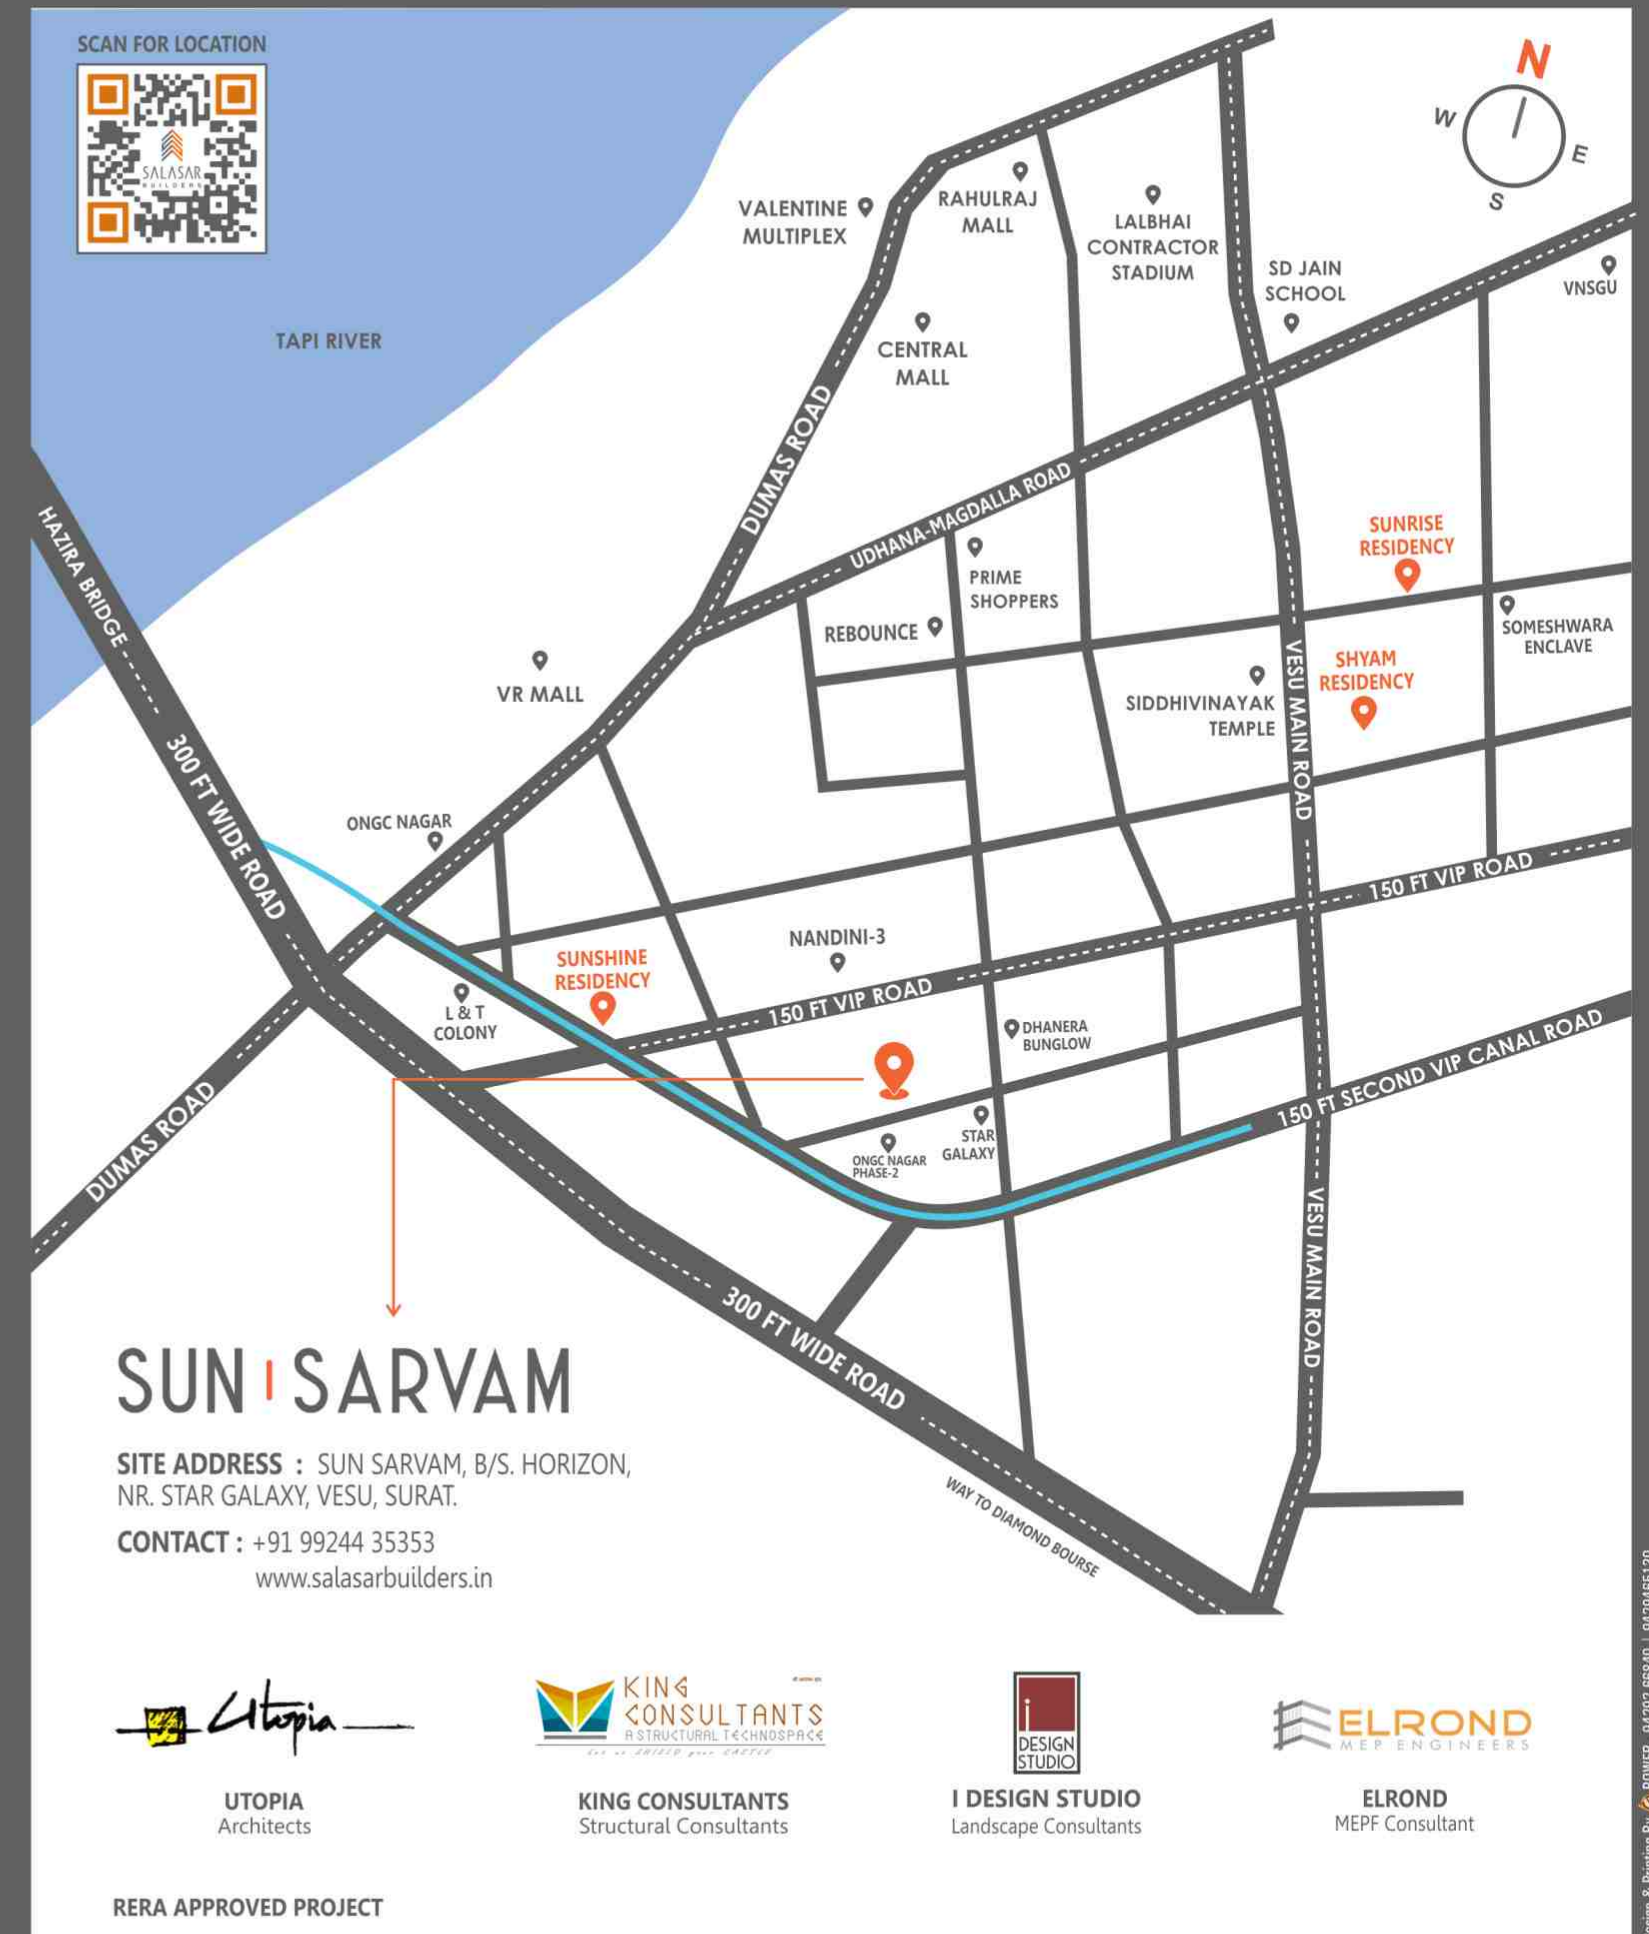 SCAN FOR LOCATION
SALASAR
BUILDERS
N
W
E
S
TAPI RIVER
VALENTINE
MULTIPLEX
RAHULRAJ
MALL
LALBHAI
CONTRACTOR
STADIUM
SD JAIN
SCHOOL
VNSGU
CENTRAL
MALL
DUMAS ROAD
UDHANA-MAGDALLA ROAD
HAZIRA BRIDGE
PRIME
SHOPPERS
REBOUNCE
SUNRISE
RESIDENCY
SOMESHWARA
ENCLAVE
SHYAM
RESIDENCY
SIDDHIVINAYAK
TEMPLE
VESU MAIN ROAD
VR MALL
300 FT WIDE ROAD
ONGC NAGAR
150 FT VIP ROAD
NANDINI-3
SUNSHINE
RESIDENCY
L & T
COLONY
150 FT VIP ROAD
DHANERA
BUNGLOW
150 FT SECOND VIP CANAL ROAD
STAR
GALAXY
ONGC NAGAR
PHASE-2
DUMAS ROAD
VESU MAIN ROAD
300 FT WIDE ROAD
WAY TO DIAMOND BOURSE
SUN SARVAM
SITE ADDRESS : SUN SARVAM, B/S. HORIZON,
NR. STAR GALAXY, VESU, SURAT.
CONTACT : +91 99244 35353
www.salasarbuilders.in
Utopia
KING
CONSULTANTS
A STRUCTURAL TECHNOSPACE
Let us SHIELD your CASTLE
i
DESIGN
STUDIO
ELROND
MEP ENGINEERS
UTOPIA
Architects
KING CONSULTANTS
Structural Consultants
I DESIGN STUDIO
Landscape Consultants
ELROND
MEPF Consultant
RERA APPROVED PROJECT